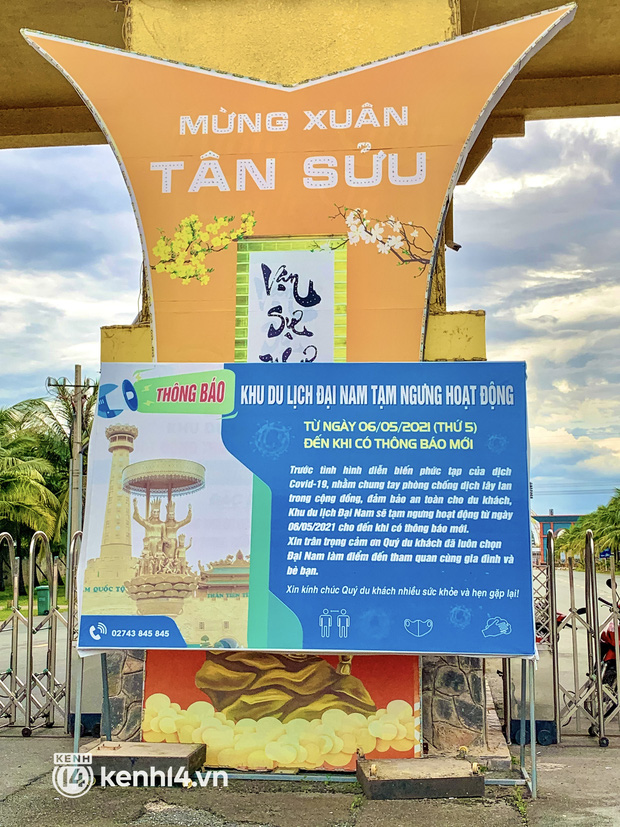 MỪNG XUÂN
TÂN SỬU
Vạn
Sự
THÔNG BÁO
KHU DU LỊCH ĐẠI NAM TẠM NGƯNG HOẠT ĐỘNG
TỪ NGÀY 06/05/2021 (THỨ 5)
ĐẾN KHI CÓ THÔNG BÁO MỚI
Trước tình hình diễn biến phức tạp của dịch
Covid-19, nhằm chung tay phòng chống dịch lây lan
trong cộng đồng, đảm bảo an toàn cho du khách,
Khu du lịch Đại Nam sẽ tạm ngưng hoạt động từ ngày
06/05/2021 cho đến khi có thông báo mới.
Xin trân trọng cảm ơn Quý du khách đã luôn chọn
Đại Nam làm điểm đến tham quan cùng gia đình và
bè bạn.
Xin kính chúc Quý du khách nhiều sức khỏe và hẹn gặp lại!
02743 845 845
KENH
14
kenh14.vn